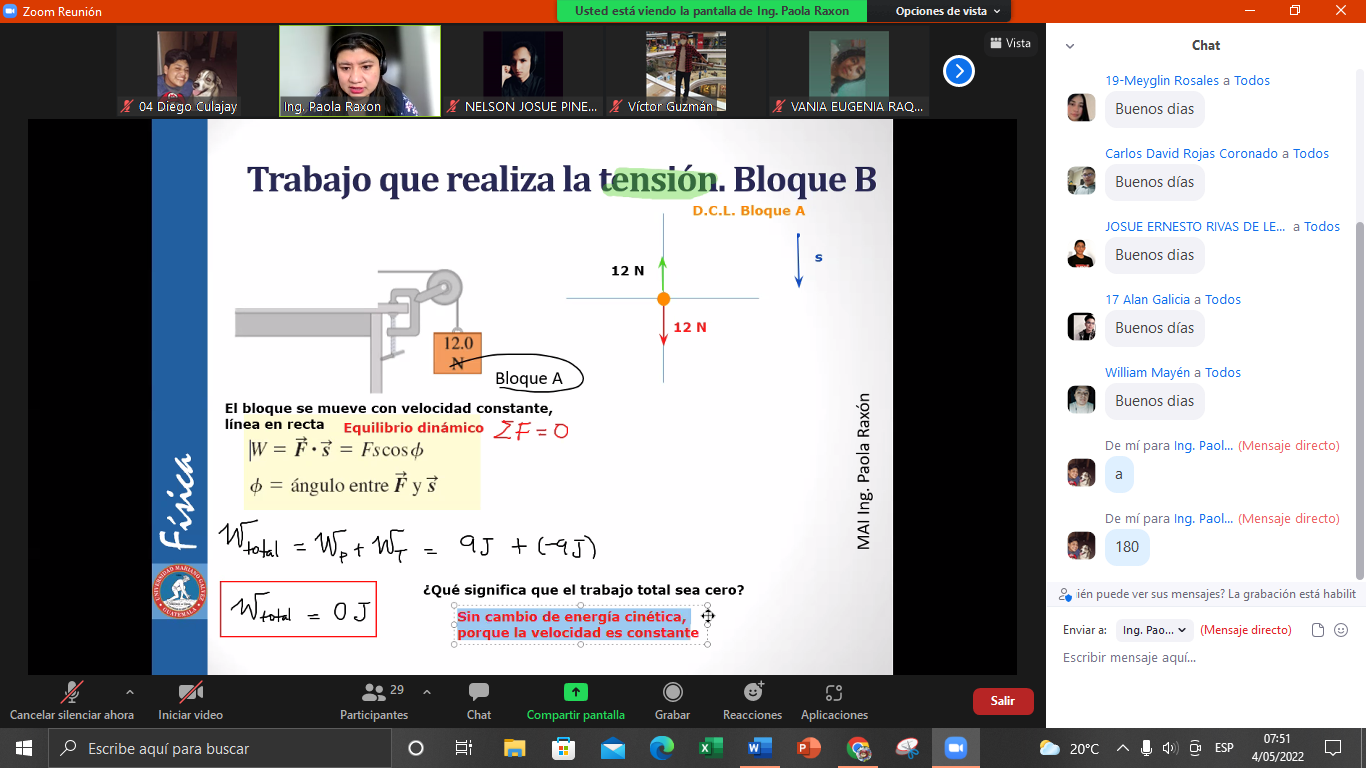 Zoom Reunión
Usted está viendo la pantalla de Ing. Paola Raxon
Opciones de vista
04 Diego Culajay
Ing. Paola Raxon
NELSON JOSUE PINE...
Víctor Guzmán
VANIA EUGENIA RAQ...
Vista
Trabajo que realiza la tensión. Bloque B
D.C.L. Bloque A
12 N
s
12 N
12.0
N
Bloque A
El bloque se mueve con velocidad constante,
línea en recta
Equilibrio dinámico
ΣF = 0
W = F⃗ · s⃗ = Fs cos ϕ
ϕ = ángulo entre F⃗ y s⃗
W total = W P + W T = 9 J + (-9 J)
W total = 0 J
¿Qué significa que el trabajo total sea cero?
Sin cambio de energía cinética,
porque la velocidad es constante
Física
UNIVERSIDAD MARIANO GÁLVEZ
GUATEMALA
MAI Ing. Paola Raxón
Chat
19-Meyglin Rosales a Todos
Buenos dias
Carlos David Rojas Coronado a Todos
Buenos días
JOSUE ERNESTO RIVAS DE LE... a Todos
Buenos dias
17 Alan Galicia a Todos
Buenos días
William Mayén a Todos
Buenos días
De mí para Ing. Paol... (Mensaje directo)
a
De mí para Ing. Paol... (Mensaje directo)
180
ién puede ver sus mensajes? La grabación está habilit
Enviar a: Ing. Pao... (Mensaje directo)
Escribir mensaje aquí...
Cancelar silenciar ahora
Iniciar video
Participantes
29
Chat
Compartir pantalla
Grabar
Reacciones
Aplicaciones
Salir
Escribe aquí para buscar
20°C
ESP
07:51
4/05/2022